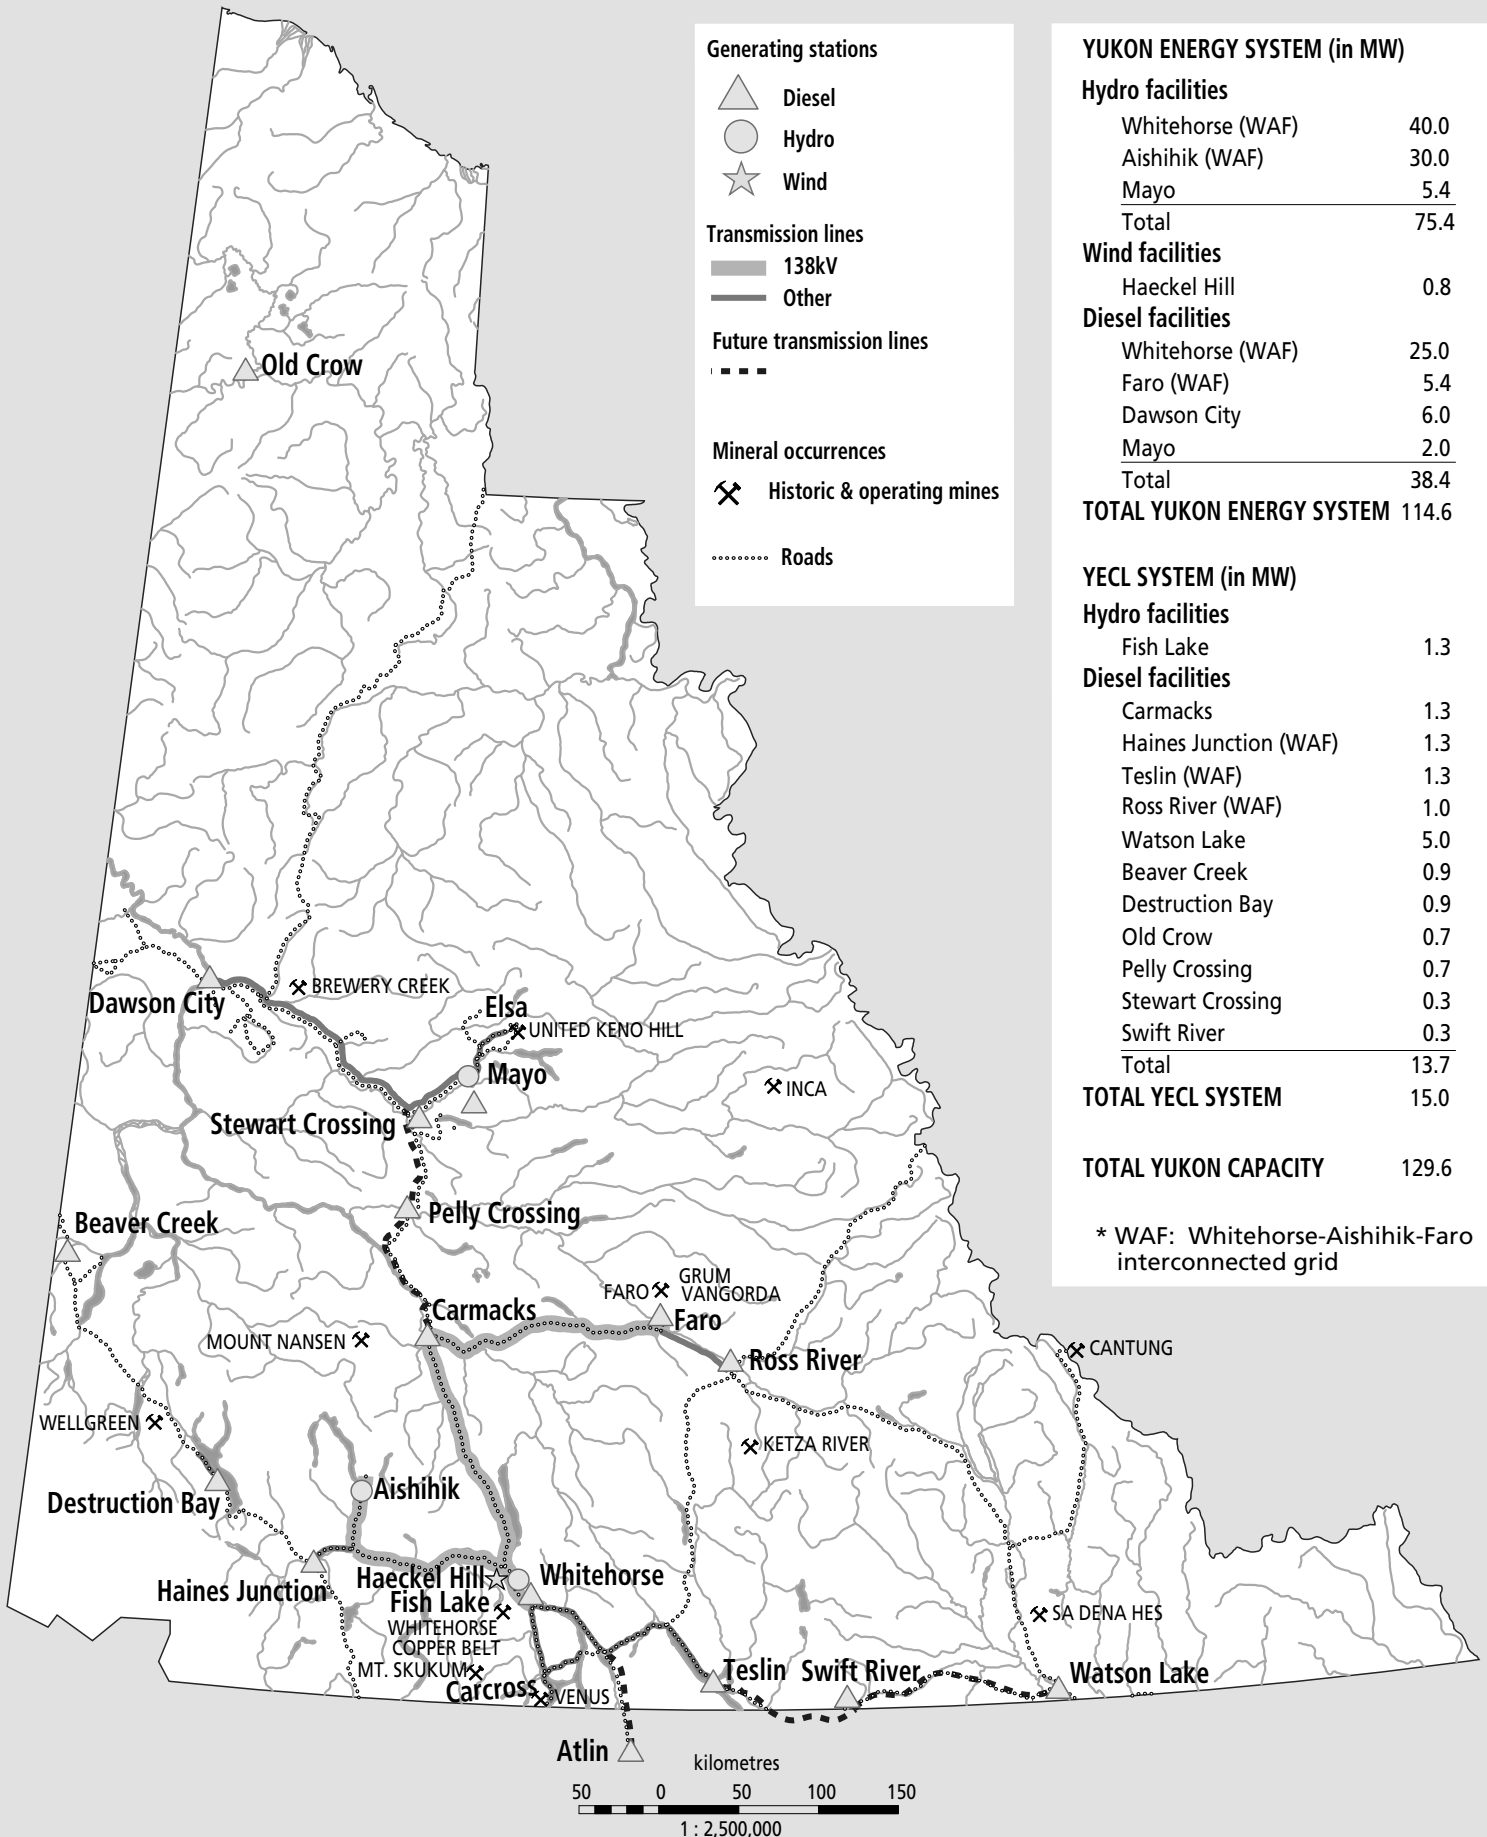 Generating stations
Diesel
Hydro
Wind
Transmission lines
138kV
Other
Future transmission lines
Mineral occurrences
Historic & operating mines
Roads
YUKON ENERGY SYSTEM (in MW)
Hydro facilities
Whitehorse (WAF) 40.0
Aishihik (WAF) 30.0
Mayo 5.4
Total 75.4
Wind facilities
Haeckel Hill 0.8
Diesel facilities
Whitehorse (WAF) 25.0
Faro (WAF) 5.4
Dawson City 6.0
Mayo 2.0
Total 38.4
TOTAL YUKON ENERGY SYSTEM 114.6
YECL SYSTEM (in MW)
Hydro facilities
Fish Lake 1.3
Diesel facilities
Carmacks 1.3
Haines Junction (WAF) 1.3
Teslin (WAF) 1.3
Ross River (WAF) 1.0
Watson Lake 5.0
Beaver Creek 0.9
Destruction Bay 0.9
Old Crow 0.7
Pelly Crossing 0.7
Stewart Crossing 0.3
Swift River 0.3
Total 13.7
TOTAL YECL SYSTEM 15.0
TOTAL YUKON CAPACITY 129.6
* WAF: Whitehorse-Aishihik-Faro
interconnected grid
Old Crow
Dawson City
BREWERY CREEK
Elsa
UNITED KENO HILL
Mayo
INCA
Stewart Crossing
Pelly Crossing
Beaver Creek
FARO
GRUM
VANGORDA
Carmacks
Faro
MOUNT NANSEN
Ross River
CANTUNG
WELLGREEN
KETZA RIVER
Aishihik
Destruction Bay
Haines Junction
Haeckel Hill
Whitehorse
Fish Lake
WHITEHORSE
COPPER BELT
SA DENA HES
MT. SKUKUM
Carcross
VENUS
Teslin
Swift River
Watson Lake
Atlin
kilometres
50 0 50 100 150
1 : 2,500,000